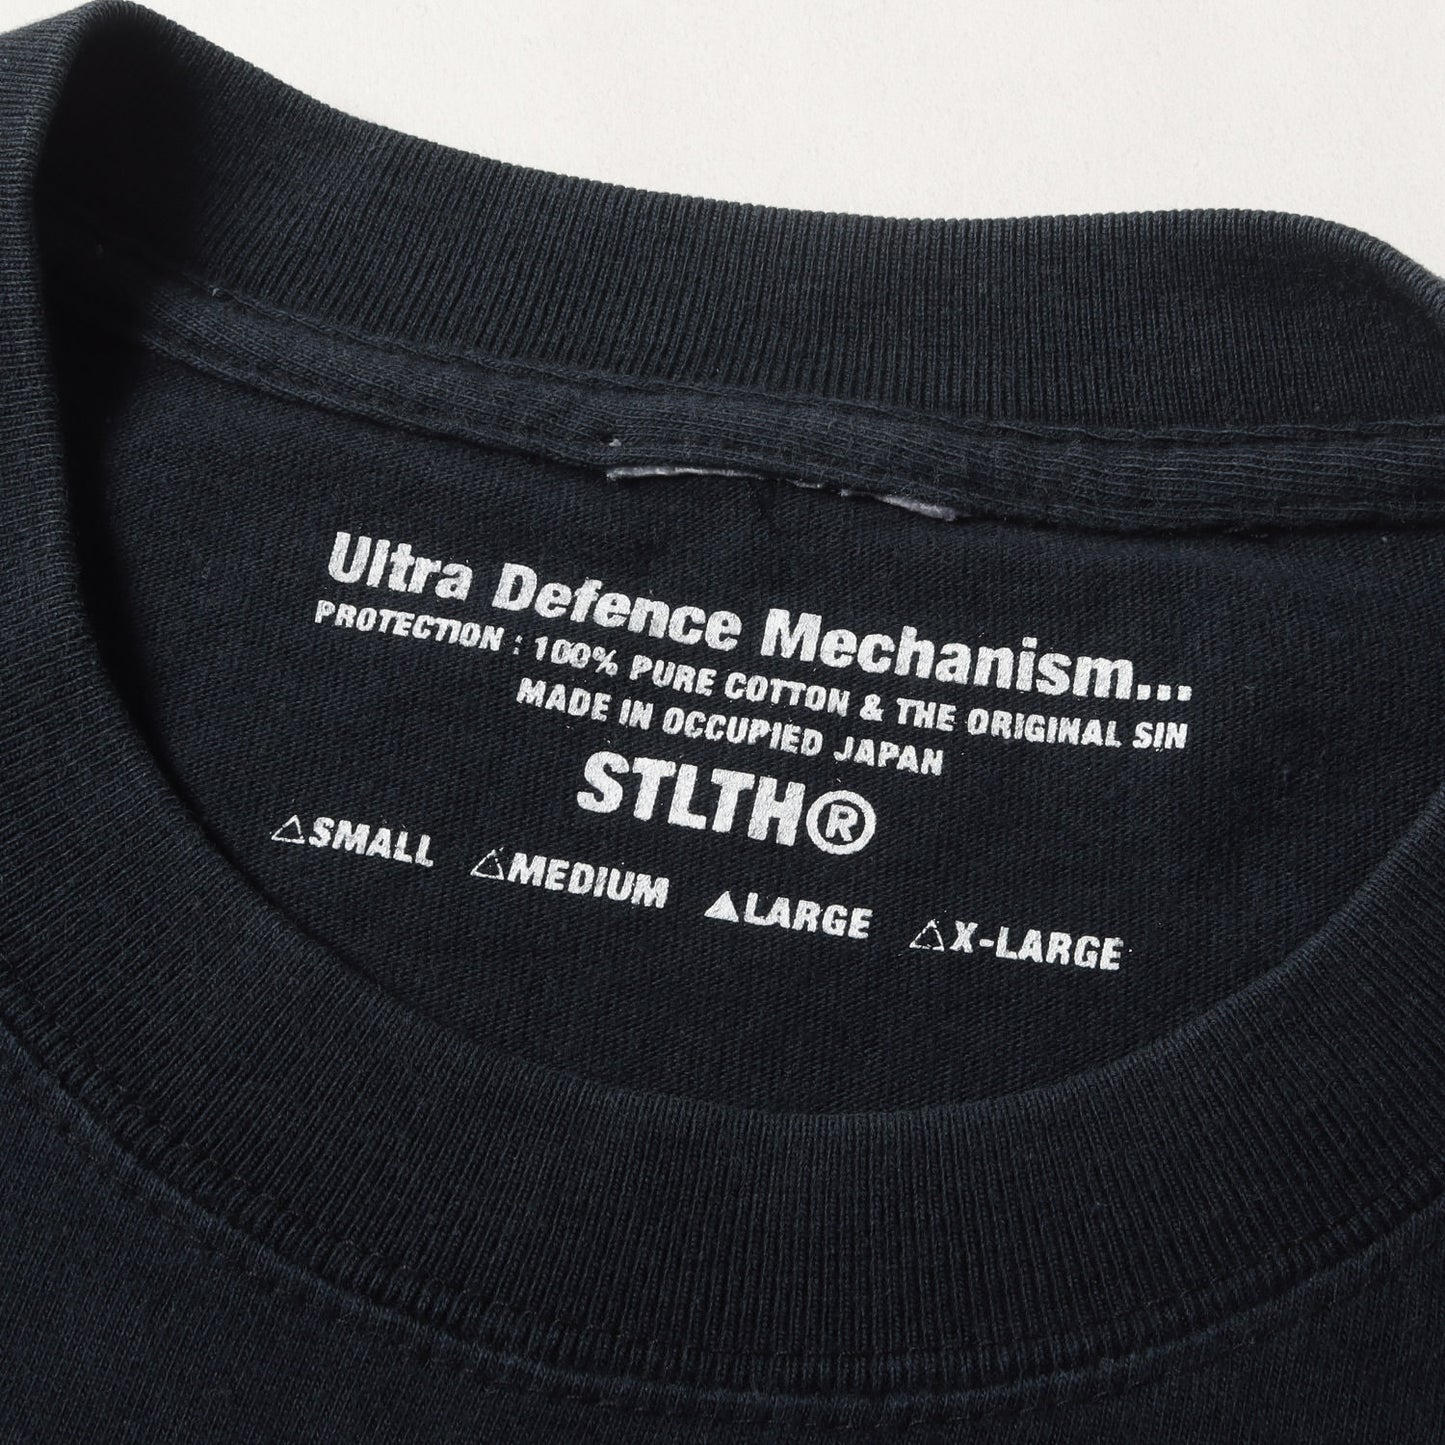 Ultra Defence Mechanism...
PROTECTION : 100% PURE COTTON & THE ORIGINAL SIN
MADE IN OCCUPIED JAPAN
STLTH®
△SMALL △MEDIUM ▲LARGE △X-LARGE